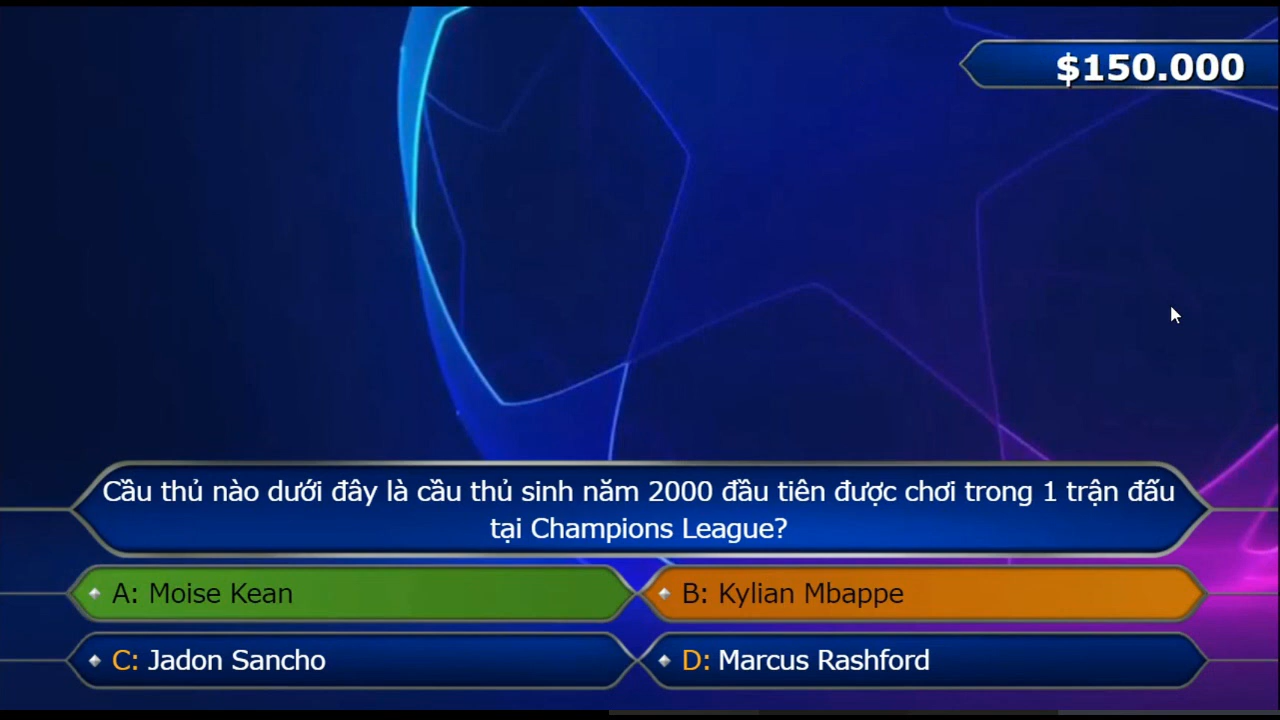 $150.000
Cầu thủ nào dưới đây là cầu thủ sinh năm 2000 đầu tiên được chơi trong 1 trận đấu
tại Champions League?
A: Moise Kean
B: Kylian Mbappe
C: Jadon Sancho
D: Marcus Rashford